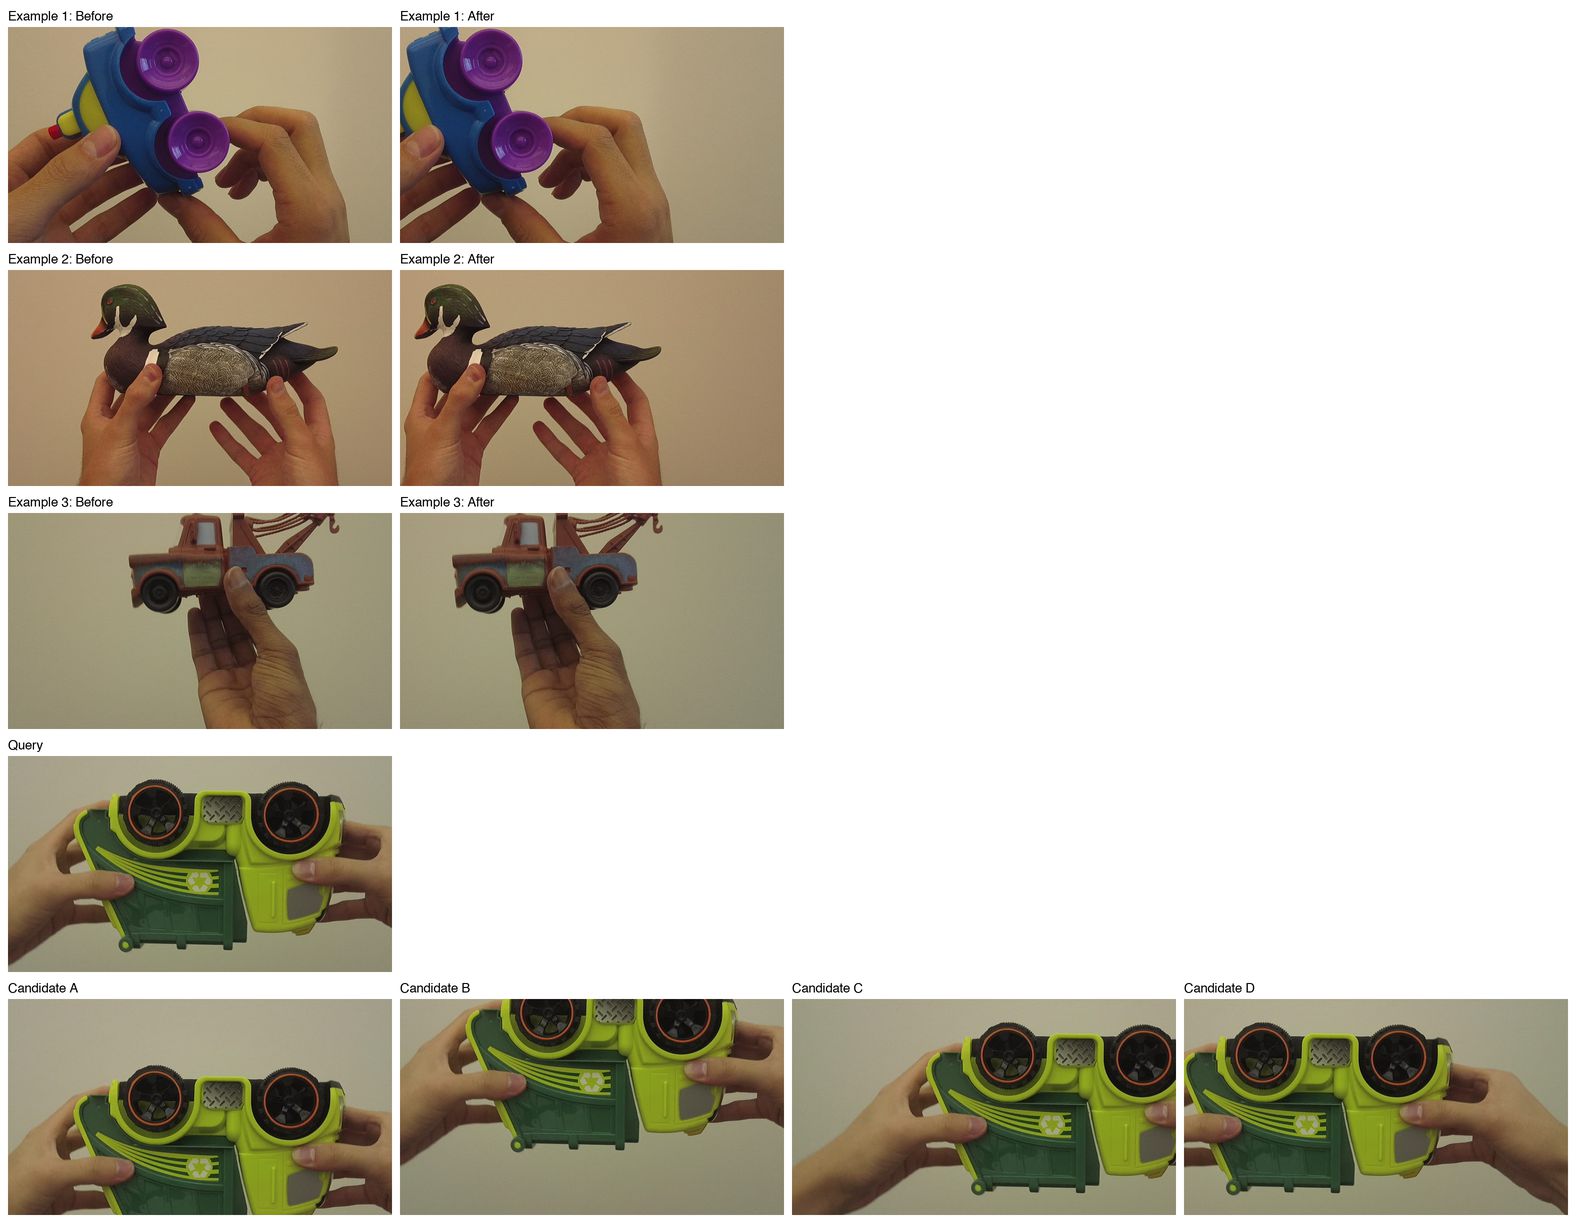 Example 1: Before
Example 1: After
Example 2: Before
Example 2: After
Example 3: Before
Example 3: After
Query
Candidate A
Candidate B
Candidate C
Candidate D